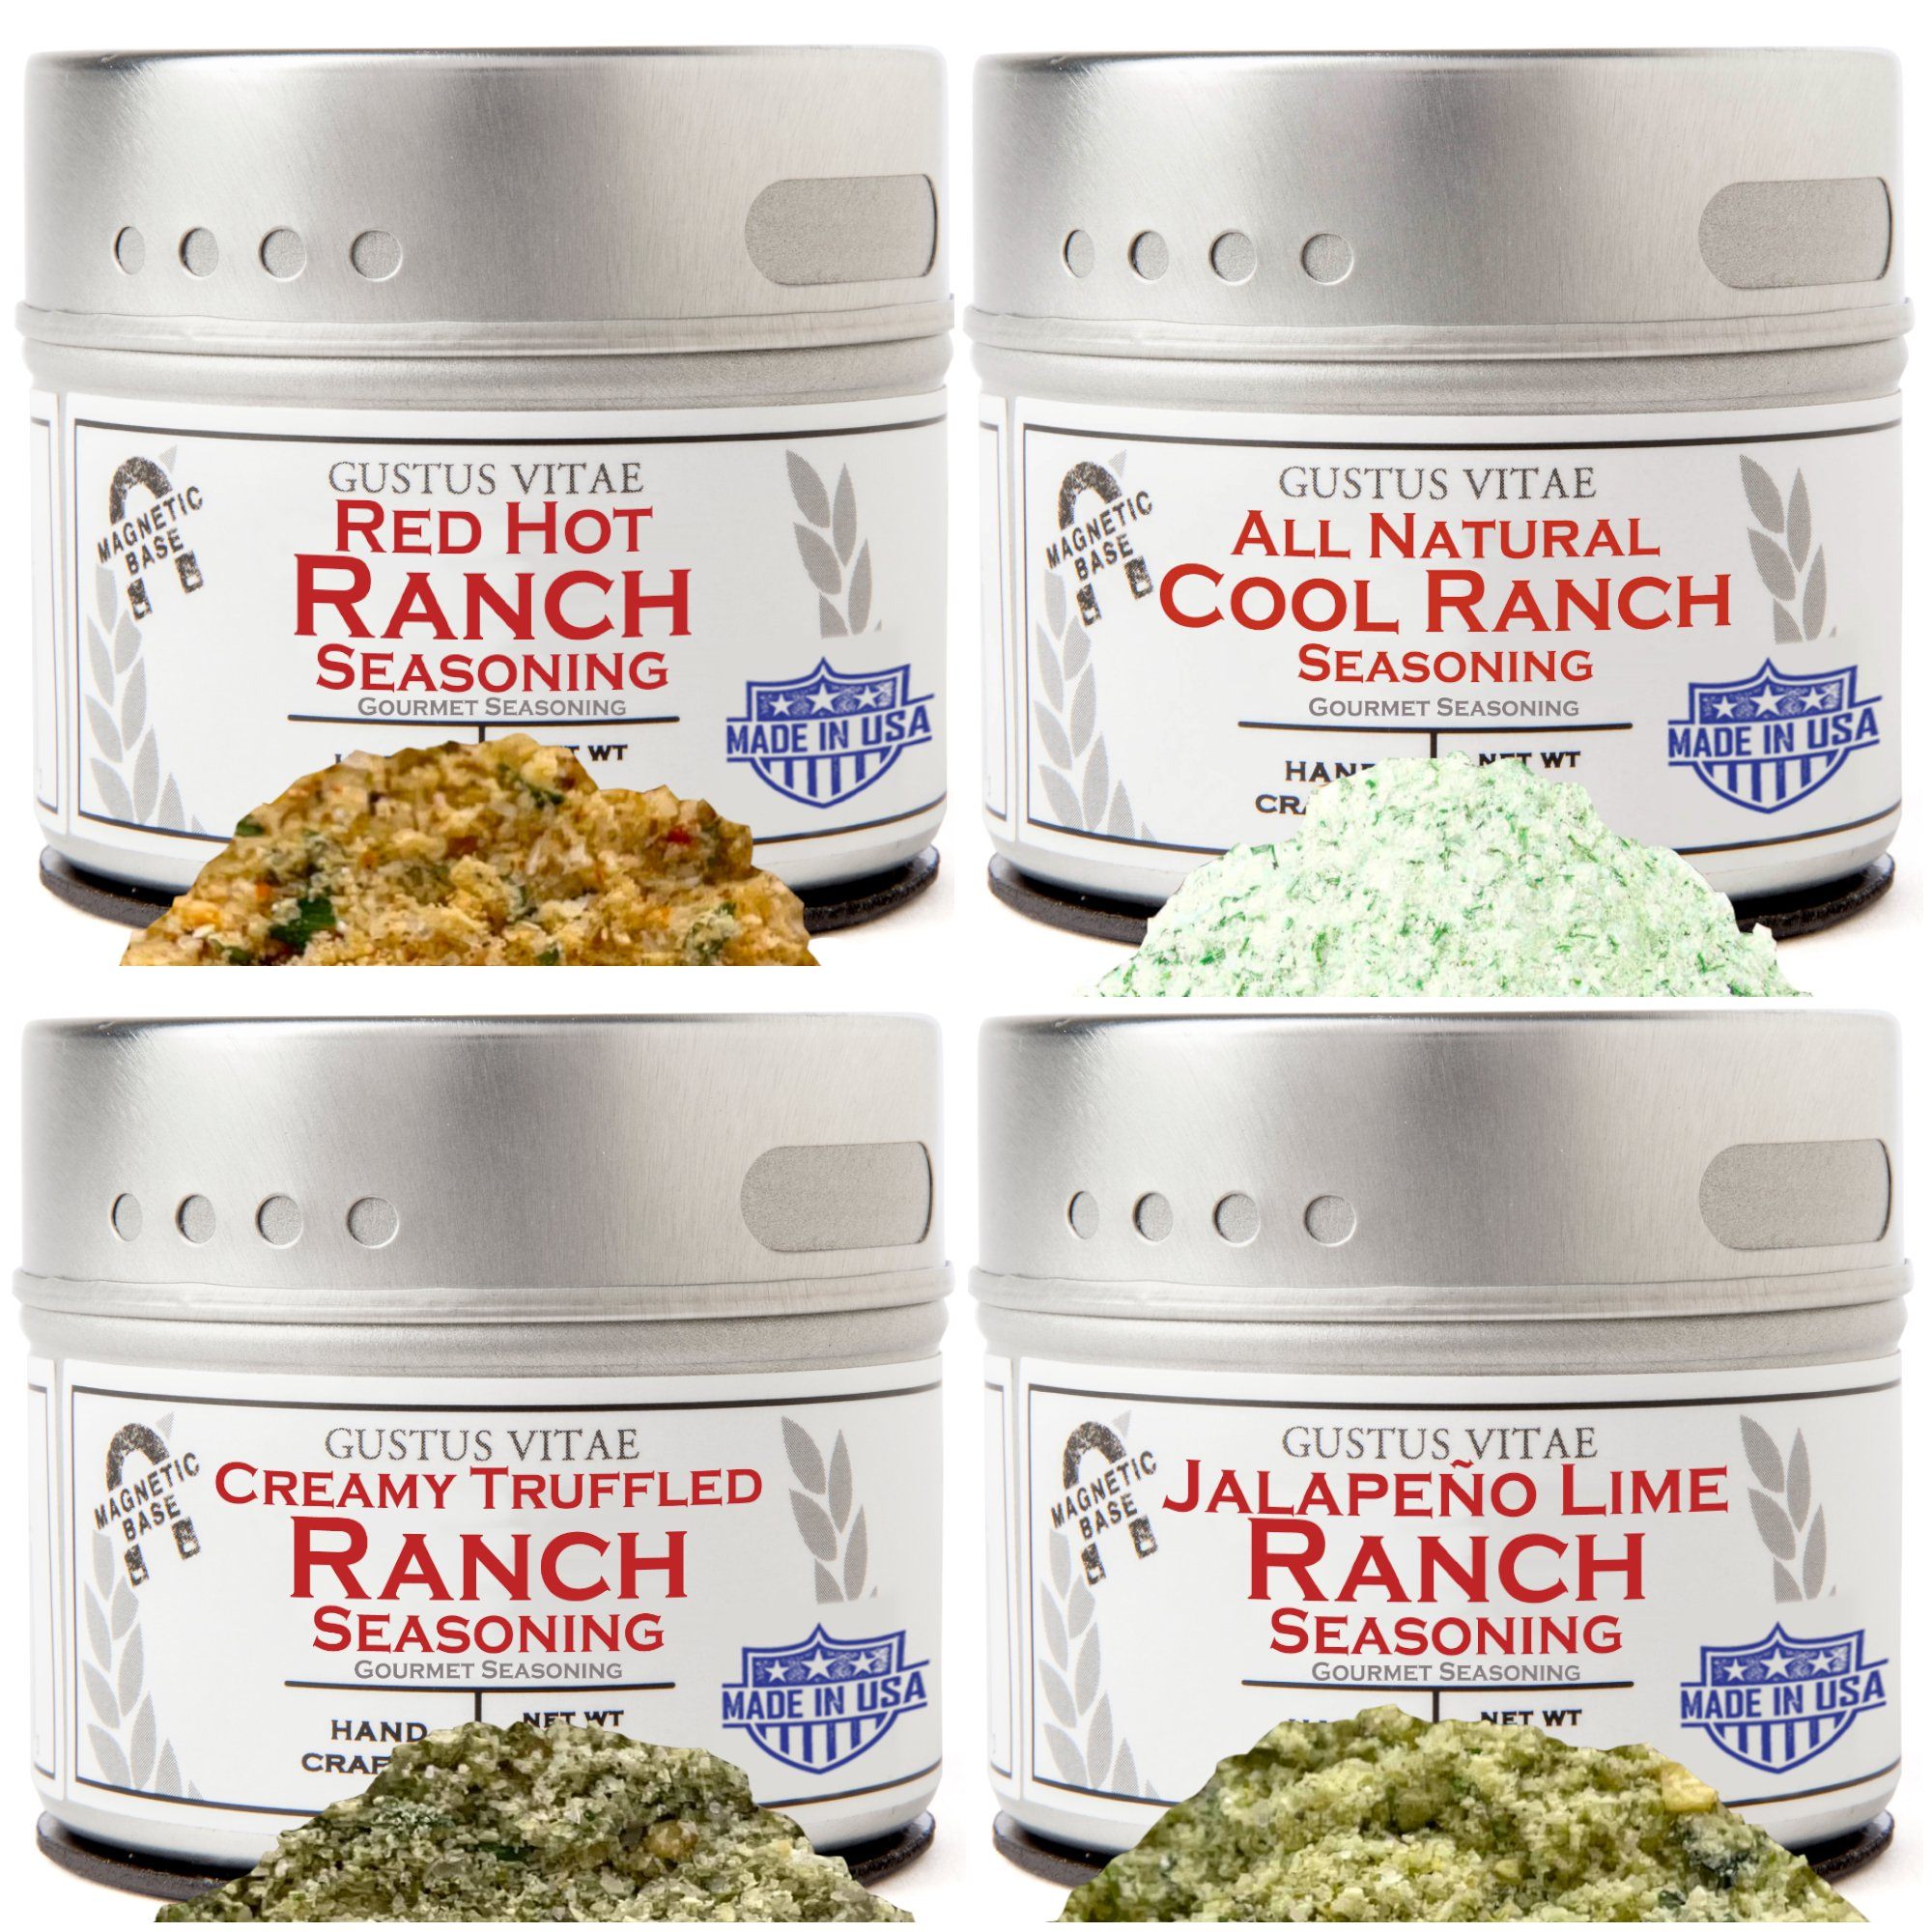 GUSTUS VITAE
RED HOT
RANCH
SEASONING
GOURMET SEASONING
WT
MAGNETIC
BASE
MADE IN USA
GUSTUS VITAE
ALL NATURAL
COOL RANCH
SEASONING
GOURMET SEASONING
NET WT
MAGNETIC
BASE
MADE IN USA
GUSTUS VITAE
CREAMY TRUFFLED
RANCH
SEASONING
GOURMET SEASONING
HAND NET WT
MAGNETIC
BASE
MADE IN USA
GUSTUS VITAE
JALAPEÑO LIME
RANCH
SEASONING
GOURMET SEASONING
NET WT
MAGNETIC
BASE
MADE IN USA